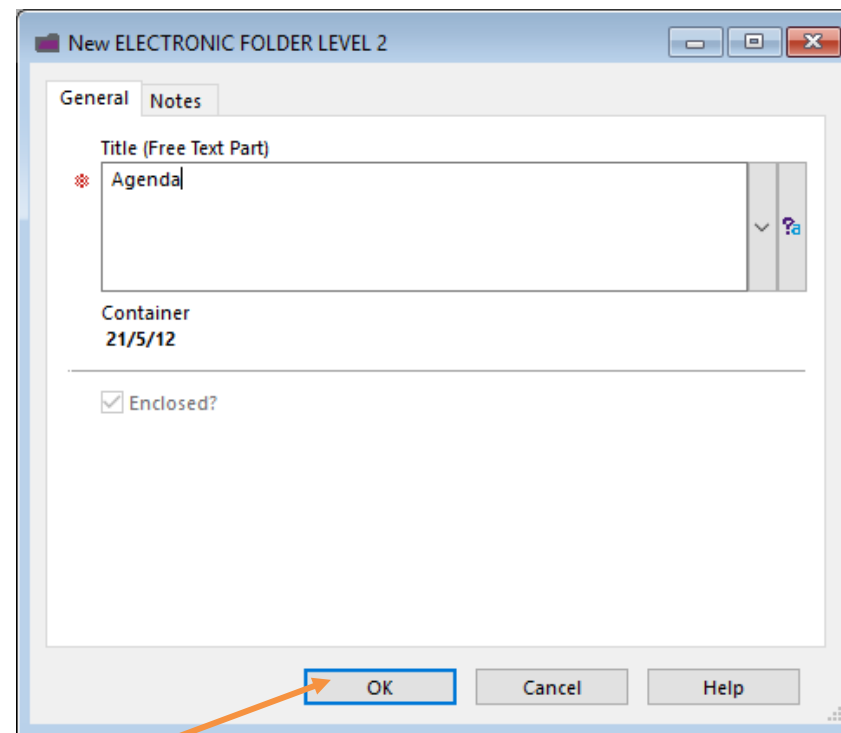 New ELECTRONIC FOLDER LEVEL 2
General Notes
Title (Free Text Part)
Agenda
?a
Container
21/5/12
Enclosed?
OK Cancel Help